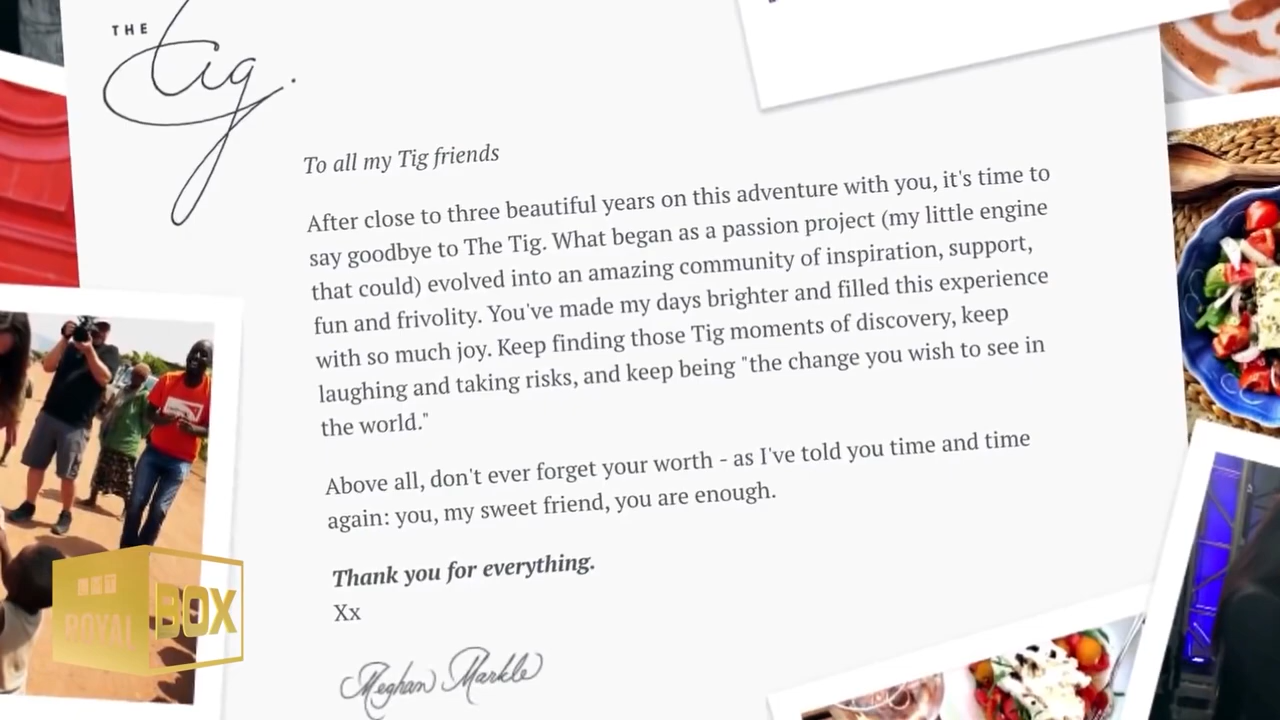 THE
Tig.
To all my Tig friends
After close to three beautiful years on this adventure with you, it's time to
say goodbye to The Tig. What began as a passion project (my little engine
that could) evolved into an amazing community of inspiration, support,
fun and frivolity. You've made my days brighter and filled this experience
with so much joy. Keep finding those Tig moments of discovery, keep
laughing and taking risks, and keep being "the change you wish to see in
the world."
Above all, don't ever forget your worth - as I've told you time and time
again: you, my sweet friend, you are enough.
Thank you for everything.
Xx
Meghan Markle
ROYAL
BOX